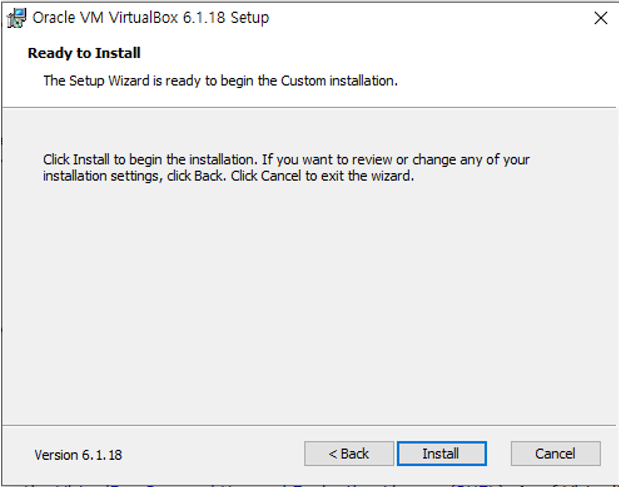 Oracle VM VirtualBox 6.1.18 Setup
Ready to Install
The Setup Wizard is ready to begin the Custom installation.
Click Install to begin the installation. If you want to review or change any of your
installation settings, click Back. Click Cancel to exit the wizard.
Version 6.1.18
< Back
Install
Cancel